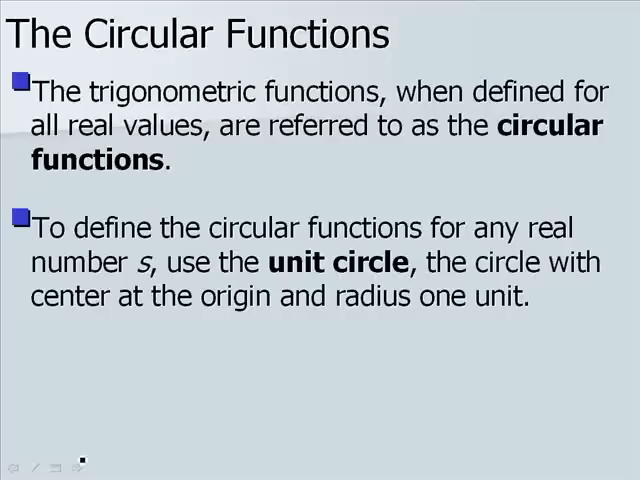 The Circular Functions
The trigonometric functions, when defined for
all real values, are referred to as the circular
functions.
To define the circular functions for any real
number s, use the unit circle, the circle with
center at the origin and radius one unit.